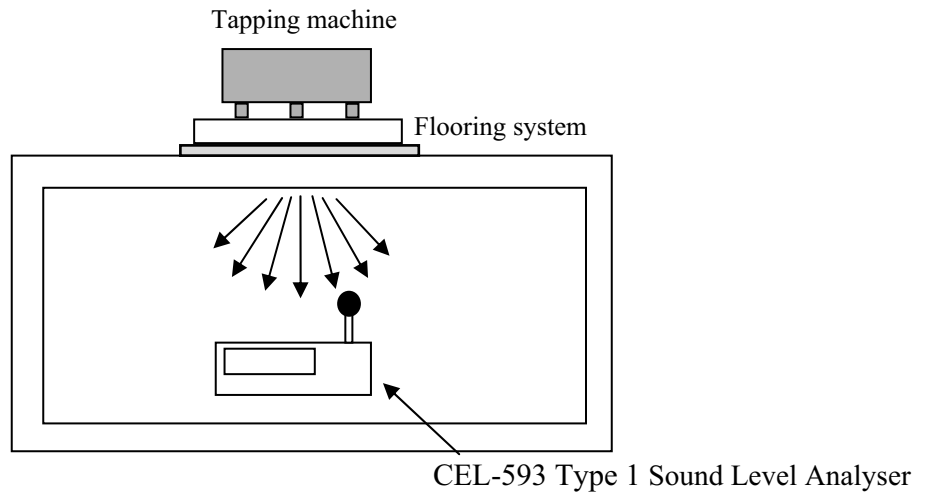 Tapping machine
Flooring system
CEL-593 Type 1 Sound Level Analyser